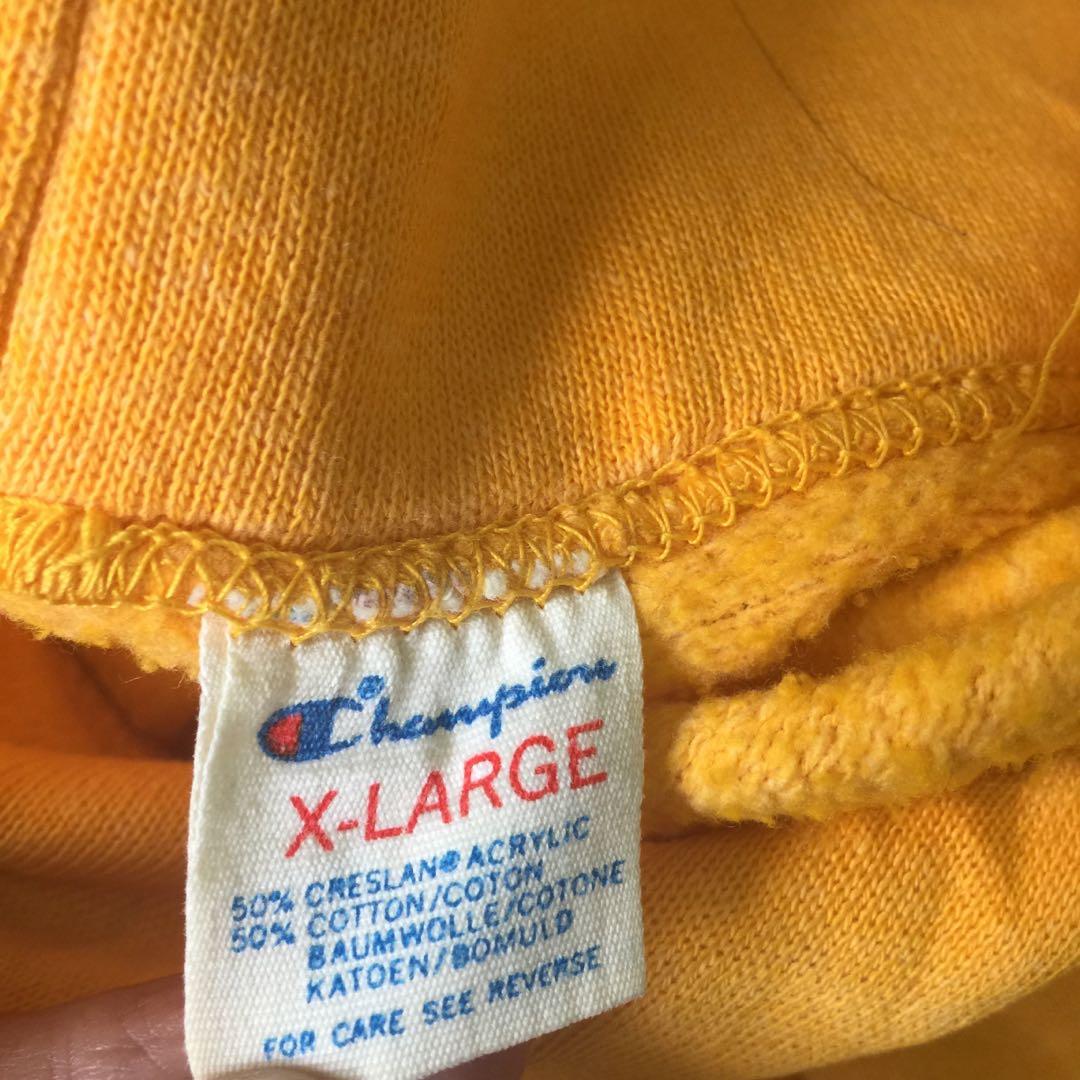 Champion®
X-LARGE
50% CRESLAN® ACRYLIC
50% COTTON/COTON
BAUMWOLLE/COTONE
KATOEN/BOMULD
FOR CARE SEE REVERSE